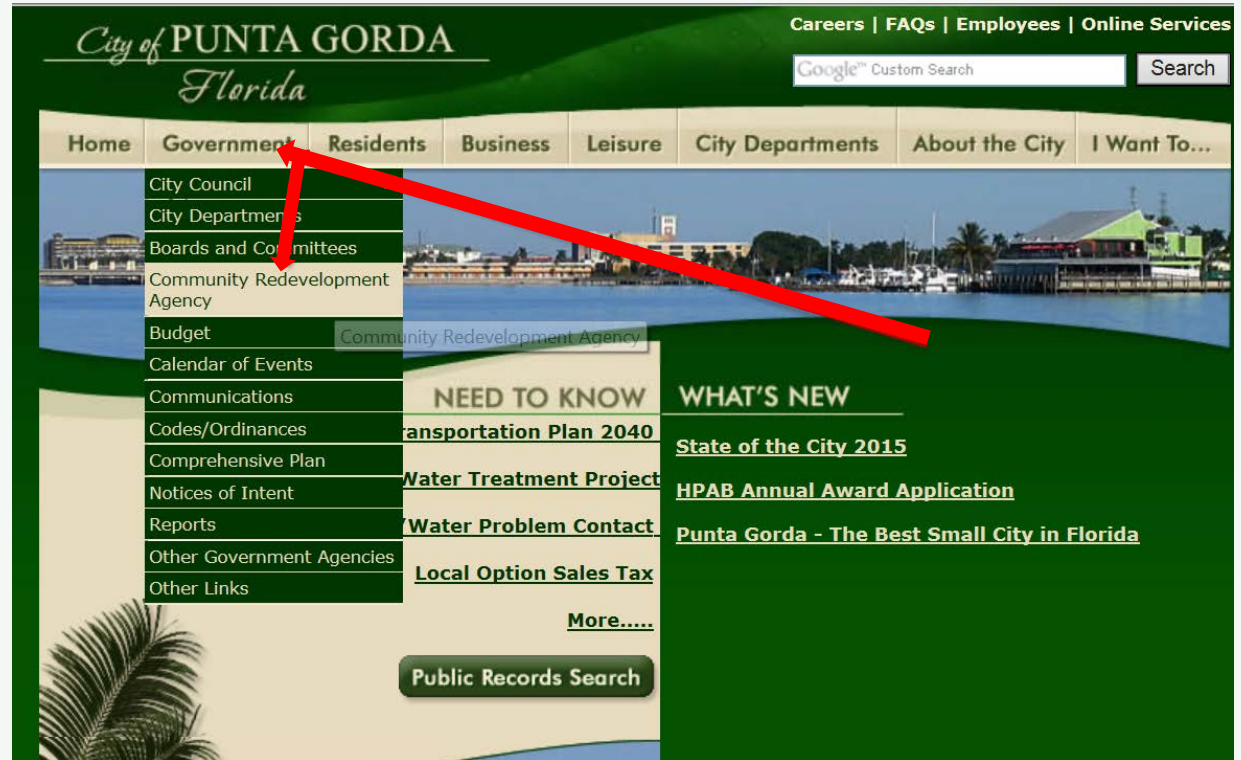 City of PUNTA GORDA
Florida
Careers | FAQs | Employees | Online Services
Google™ Custom Search
Search
Home Government Residents Business Leisure City Departments About the City I Want To...
City Council
City Departments
Boards and Committees
Community Redevelopment
Agency
Budget
Calendar of Events
Communications
Codes/Ordinances
Comprehensive Plan
Notices of Intent
Reports
Other Government Agencies
Other Links
Community Redevelopment Agency
NEED TO KNOW
Plan 2040
Water Treatment Project
/Water Problem Contact
Local Option Sales Tax
More.....
Public Records Search
WHAT'S NEW
State of the City 2015
HPAB Annual Award Application
Punta Gorda - The Best Small City in Florida